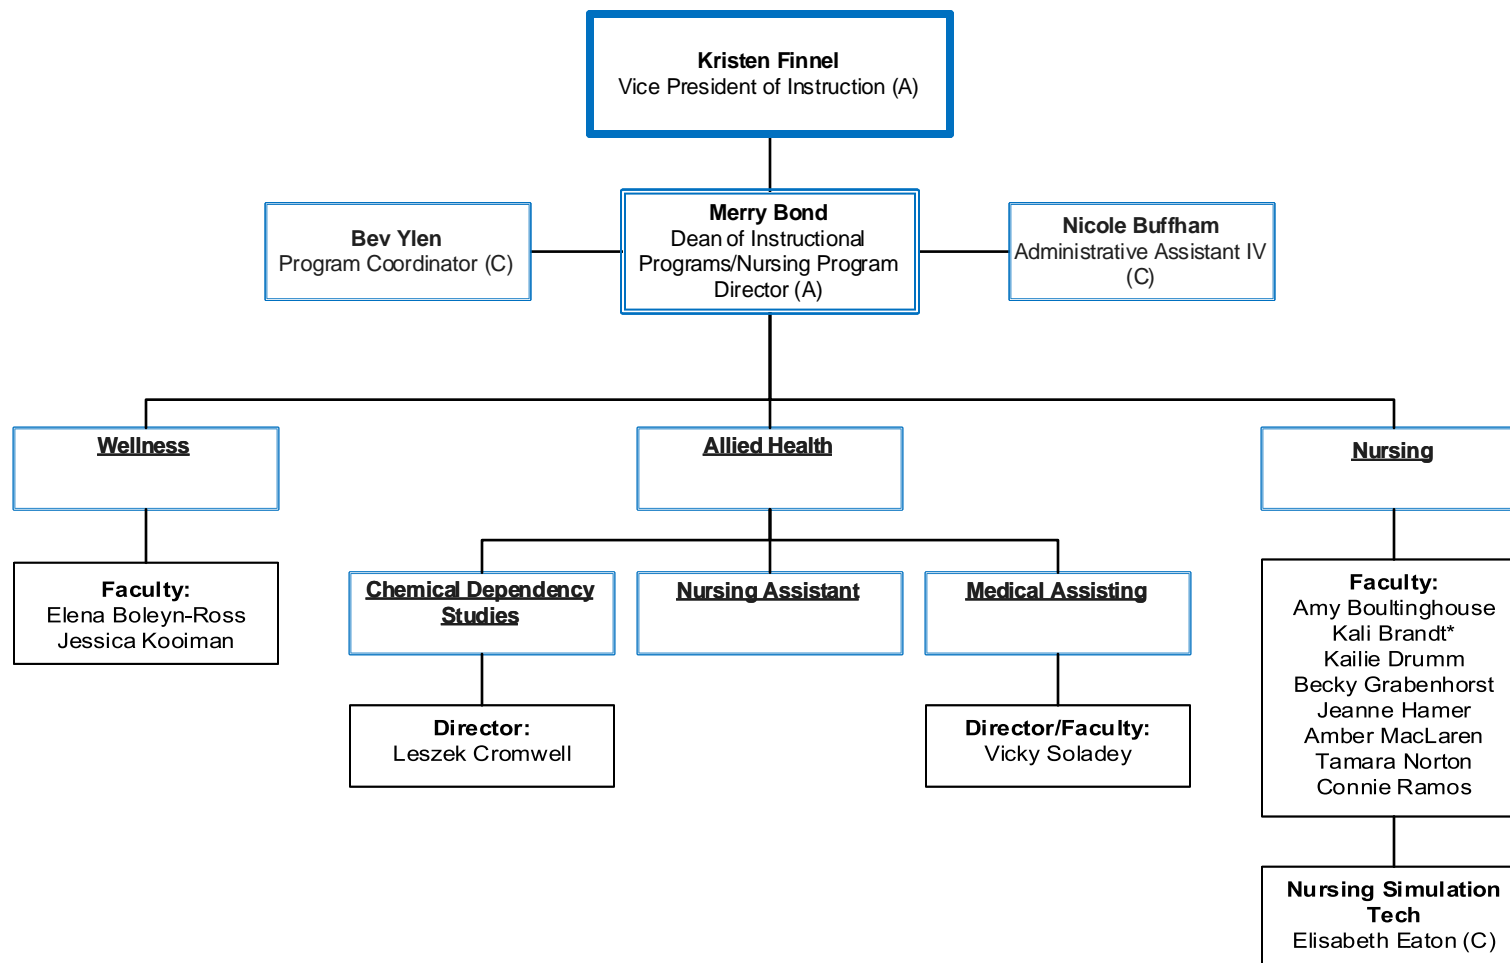 Kristen Finnel
Vice President of Instruction (A)
Bev Ylen
Program Coordinator (C)
Merry Bond
Dean of Instructional
Programs/Nursing Program
Director (A)
Nicole Buffham
Administrative Assistant IV
(C)
Wellness
Allied Health
Nursing
Faculty:
Elena Boleyn-Ross
Jessica Kooiman
Chemical Dependency
Studies
Nursing Assistant
Medical Assisting
Director:
Leszek Cromwell
Director/Faculty:
Vicky Soladey
Faculty:
Amy Boultinghouse
Kali Brandt*
Kailie Drumm
Becky Grabenhorst
Jeanne Hamer
Amber MacLaren
Tamara Norton
Connie Ramos
Nursing Simulation
Tech
Elisabeth Eaton (C)